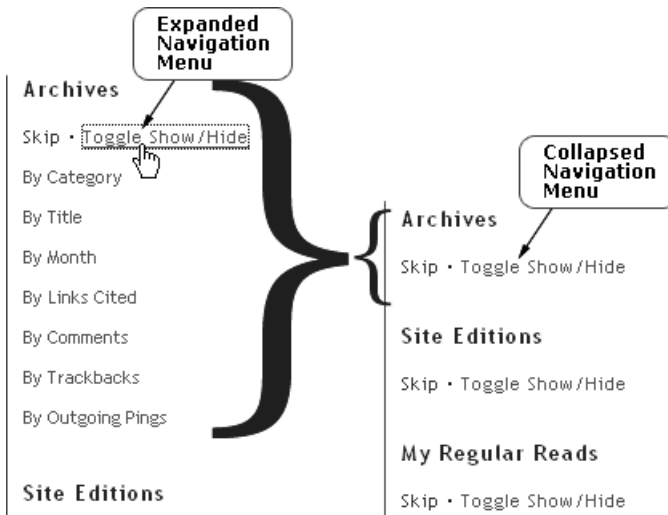 Expanded
Navigation
Menu
Archives
Skip • Toggle Show/Hide
By Category
By Title
By Month
By Links Cited
By Comments
By Trackbacks
By Outgoing Pings
Site Editions
Collapsed
Navigation
Menu
Archives
Skip • Toggle Show/Hide
Site Editions
Skip • Toggle Show/Hide
My Regular Reads
Skip • Toggle Show/Hide